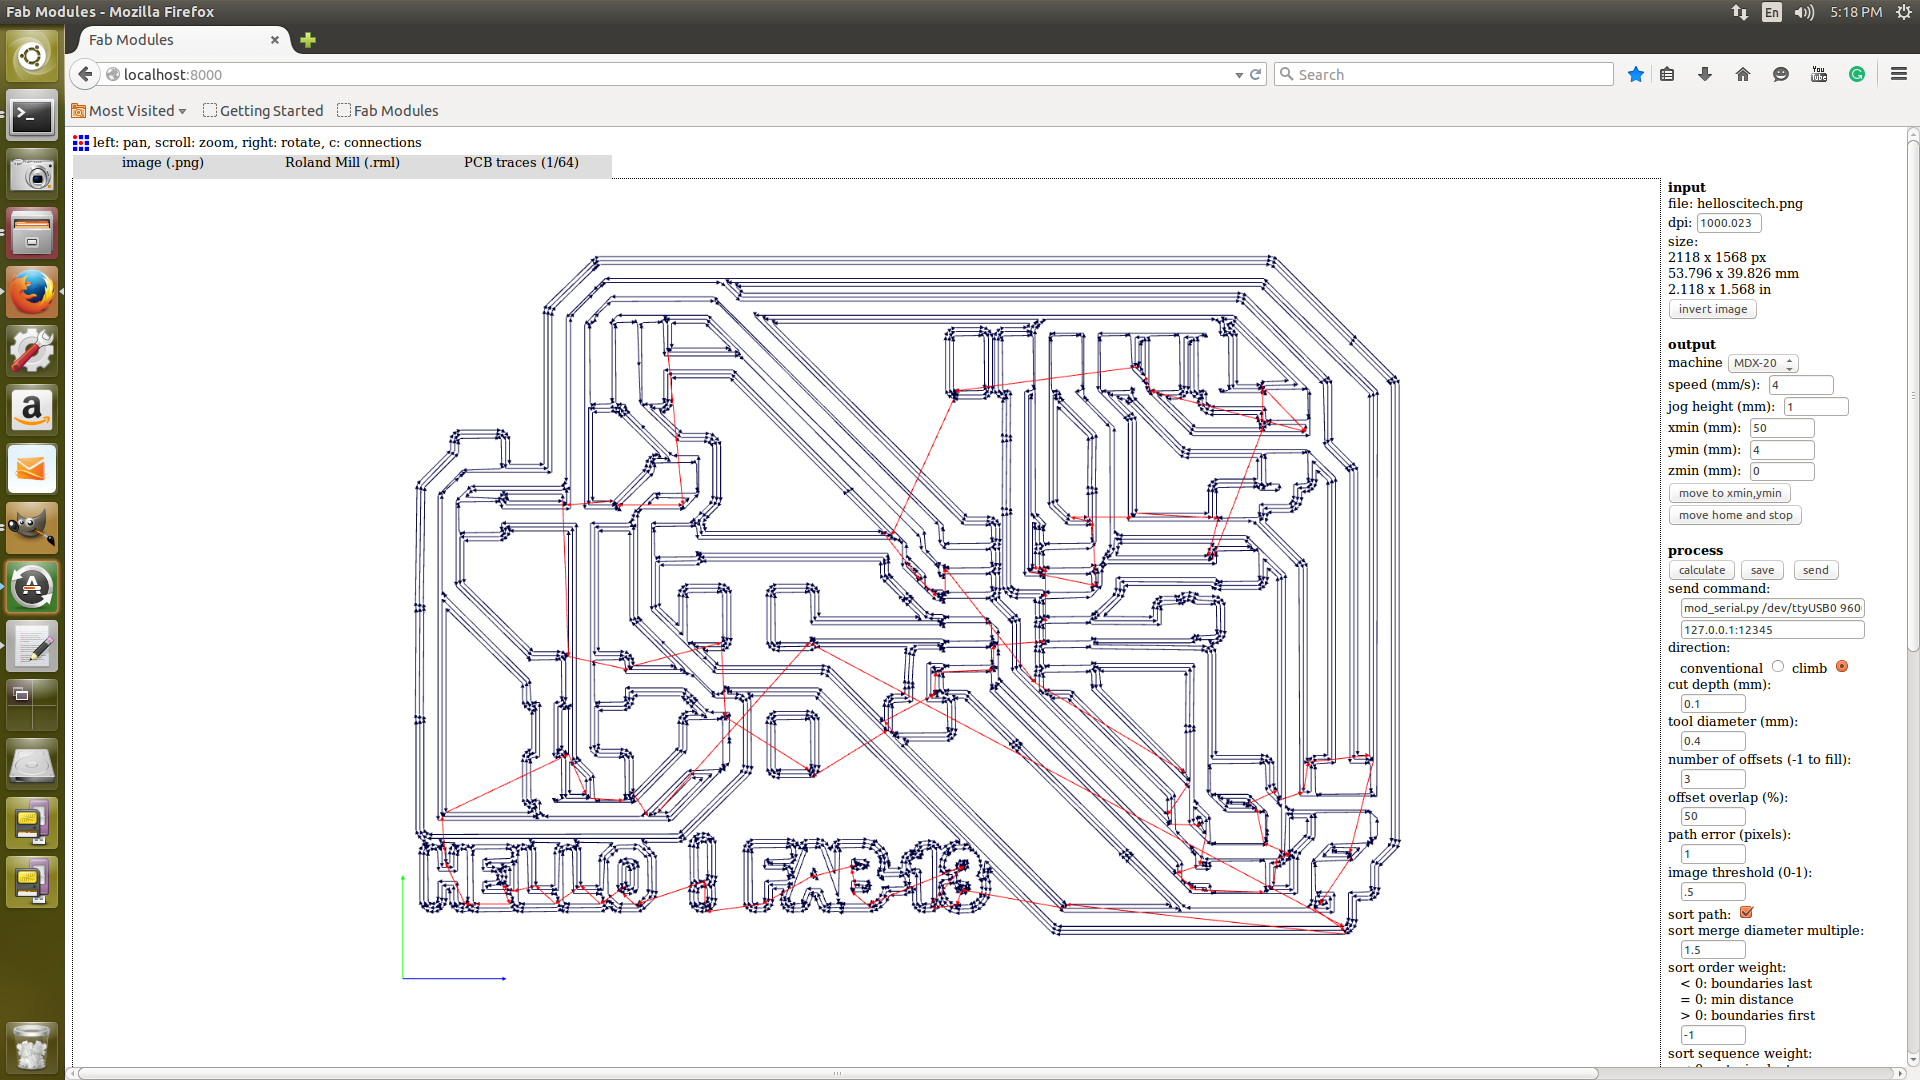 Fab Modules - Mozilla Firefox
En
5:18 PM
Fab Modules
localhost:8000
Search
You
Tube
Most Visited
Getting Started
Fab Modules
left: pan, scroll: zoom, right: rotate, c: connections
image (.png)
Roland Mill (.rml)
PCB traces (1/64)
input
file: helloscitech.png
dpi: 1000.023
size:
2118 x 1568 px
53.796 x 39.826 mm
2.118 x 1.568 in
invert image
output
machine MDX-20
speed (mm/s): 4
jog height (mm): 1
xmin (mm): 50
ymin (mm): 4
zmin (mm): 0
move to xmin,ymin
move home and stop
process
calculate save send
send command:
mod_serial.py /dev/ttyUSB0 960
127.0.0.1:12345
direction:
conventional climb
cut depth (mm):
0.1
tool diameter (mm):
0.4
number of offsets (-1 to fill):
3
offset overlap (%):
50
path error (pixels):
1
image threshold (0-1):
.5
sort path:
sort merge diameter multiple:
1.5
sort order weight:
< 0: boundaries last
= 0: min distance
> 0: boundaries first
-1
sort sequence weight: